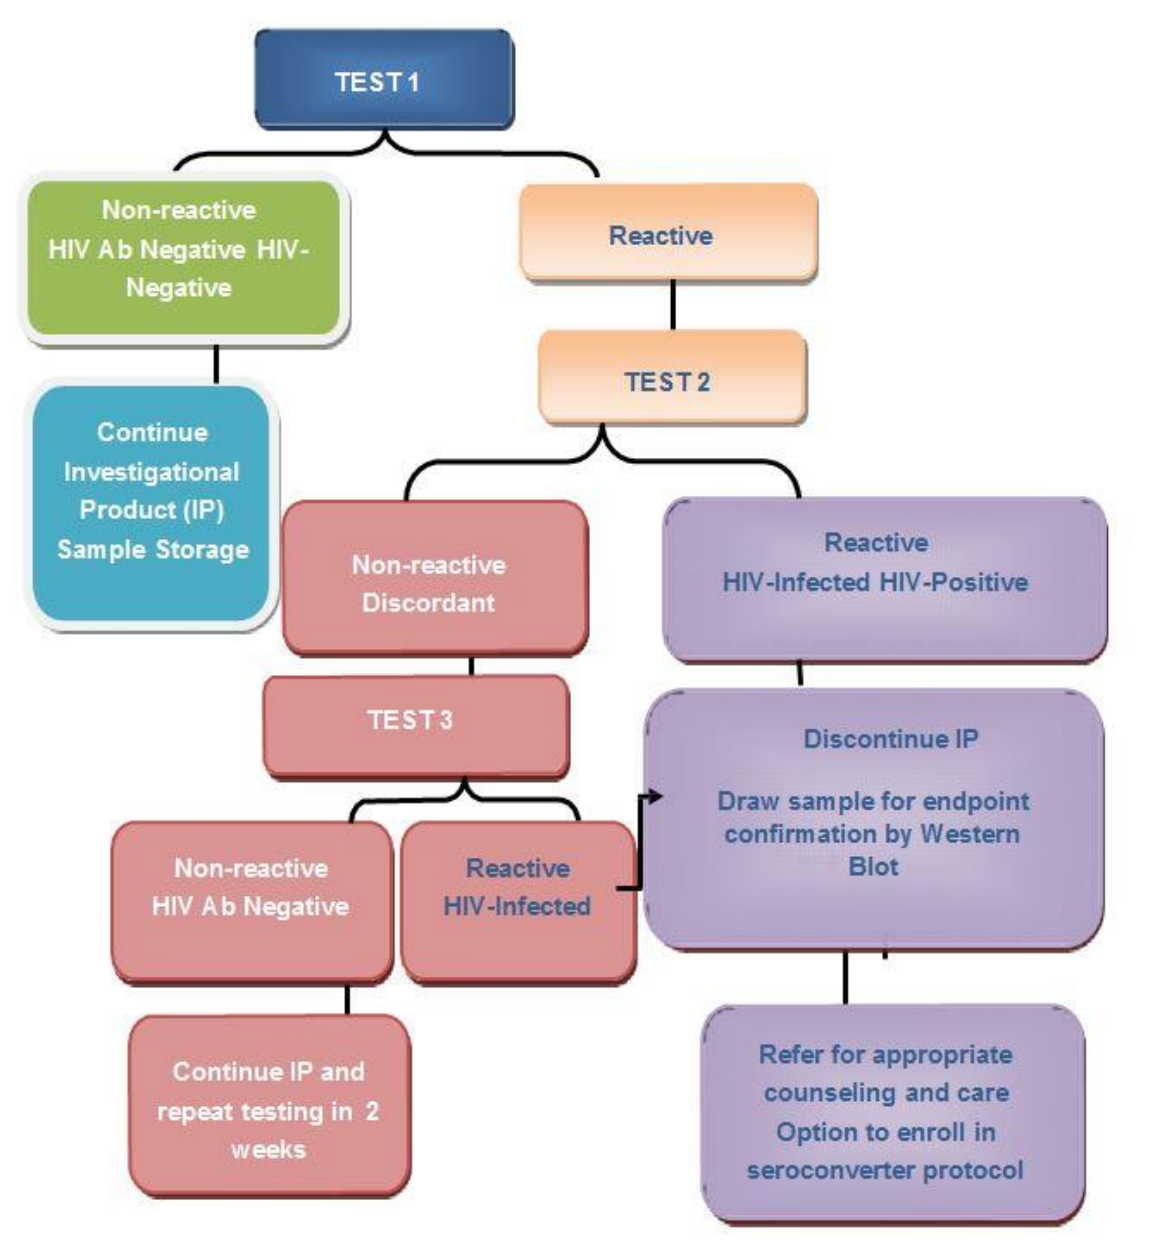 TEST 1
Non-reactive
HIV Ab Negative HIV-
Negative
Reactive
TEST 2
Continue
Investigational
Product (IP)
Sample Storage
Non-reactive
Discordant
Reactive
HIV-Infected HIV-Positive
TEST 3
Discontinue IP
Draw sample for endpoint
confirmation by Western
Blot
Non-reactive
HIV Ab Negative
Reactive
HIV-Infected
Continue IP and
repeat testing in 2
weeks
Refer for appropriate
counseling and care
Option to enroll in
seroconverter protocol